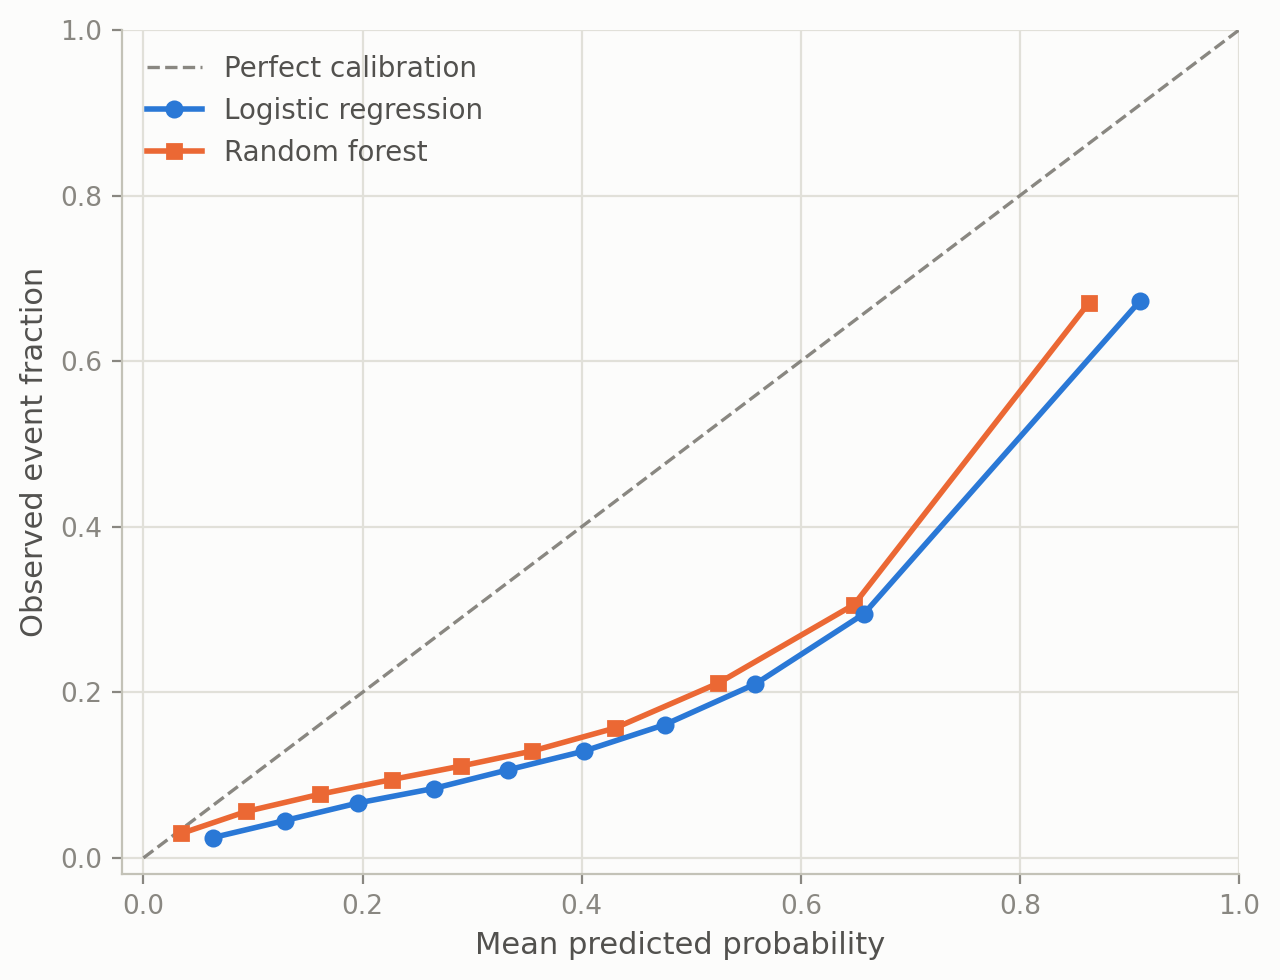 1.0
0.8
0.6
0.4
0.2
0.0
Observed event fraction
Perfect calibration
Logistic regression
Random forest
0.0 0.2 0.4 0.6 0.8 1.0
Mean predicted probability